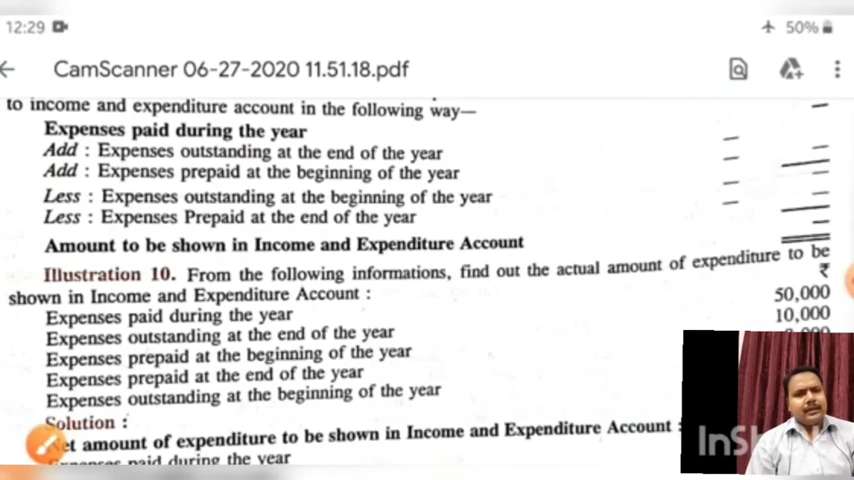 12:29
50%
CamScanner 06-27-2020 11.51.18.pdf
to income and expenditure account in the following way—
Expenses paid during the year
Add : Expenses outstanding at the end of the year
Add : Expenses prepaid at the beginning of the year
Less : Expenses outstanding at the beginning of the year
Less : Expenses Prepaid at the end of the year
Amount to be shown in Income and Expenditure Account
Illustration 10. From the following informations, find out the actual amount of expenditure to be
shown in Income and Expenditure Account : ₹
Expenses paid during the year 50,000
Expenses outstanding at the end of the year 10,000
Expenses prepaid at the beginning of the year
Expenses prepaid at the end of the year
Expenses outstanding at the beginning of the year
Solution :
Net amount of expenditure to be shown in Income and Expenditure Account :
Expenses paid during the year
InSh